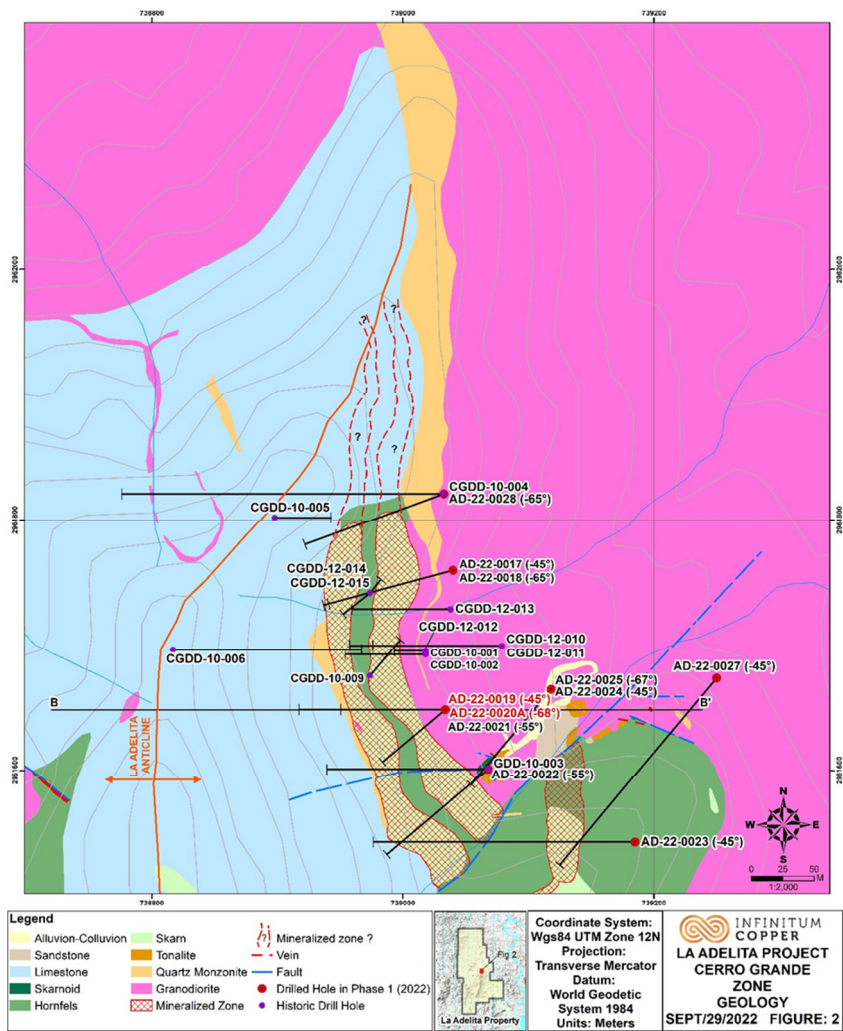 738800
739000
739200
2962000
2962000
?
?
?
?
CGDD-10-004
AD-22-0028 (-65°)
CGDD-10-005
2961800
2961800
CGDD-12-014
CGDD-12-015
AD-22-0017 (-45°)
AD-22-0018 (-65°)
CGDD-12-013
CGDD-12-012
CGDD-12-010
CGDD-10-001
CGDD-12-011
CGDD-10-002
CGDD-10-006
CGDD-10-009
AD-22-0027 (-45°)
AD-22-0025 (-67°)
AD-22-0024 (-45°)
B
AD-22-0019 (-45°)
B'
AD-22-0020A (-68°)
AD-22-0021 (-55°)
LA ADELITA
ANTICLINE
GDD-10-003
AD-22-0022 (-55°)
2961600
2961600
AD-22-0023 (-45°)
N
W
E
S
0 25 50
M
1:2,000
738800
739000
739200
Legend
Alluvion-Colluvion
Sandstone
Limestone
Skarnoid
Hornfels
Skarn
Tonalite
Quartz Monzonite
Granodiorite
Mineralized Zone
? Mineralized zone ?
Vein
Fault
Drilled Hole in Phase 1 (2022)
Historic Drill Hole
Fig 2
La Adelita Property
Coordinate System:
Wgs84 UTM Zone 12N
Projection:
Transverse Mercator
Datum:
World Geodetic
System 1984
Units: Meters
INFINITUM
COPPER
LA ADELITA PROJECT
CERRO GRANDE
ZONE
GEOLOGY
SEPT/29/2022 FIGURE: 2